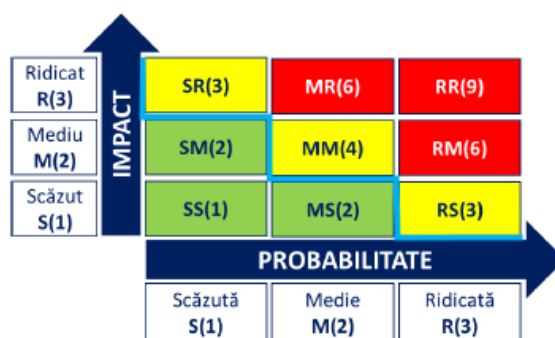 IMPACT
Ridicat
R(3)
SR(3)
MR(6)
RR(9)
Mediu
M(2)
SM(2)
MM(4)
RM(6)
Scăzut
S(1)
SS(1)
MS(2)
RS(3)
PROBABILITATE
Scăzută
S(1)
Medie
M(2)
Ridicată
R(3)